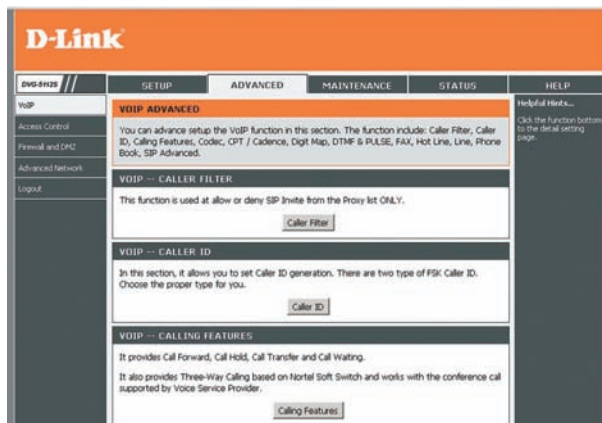 D-Link
DVG-5112S
SETUP
ADVANCED
MAINTENANCE
STATUS
HELP
VoIP
Access Control
Firewall and DMZ
Advanced Network
Logout
VOIP ADVANCED
You can advance setup the VoIP function in this section. The function include: Caller Filter, Caller
ID, Calling Features, Codec, CPT / Cadence, Digit Map, DTMF & PULSE, FAX, Hot Line, Line, Phone
Book, SIP Advanced.
VOIP -- CALLER FILTER
This function is used at allow or deny SIP Invite from the Proxy list ONLY.
Caller Filter
VOIP -- CALLER ID
In this section, it allows you to set Caller ID generation. There are two type of FSK Caller ID.
Choose the proper type for you.
Caller ID
VOIP -- CALLING FEATURES
It provides Call Forward, Call Hold, Call Transfer and Call Waiting.
It also provides Three-Way Calling based on Nortel Soft Switch and works with the conference call
supported by Voice Service Provider.
Calling Features
Helpful Hints...
Click the function bottom
to the detail setting
page.